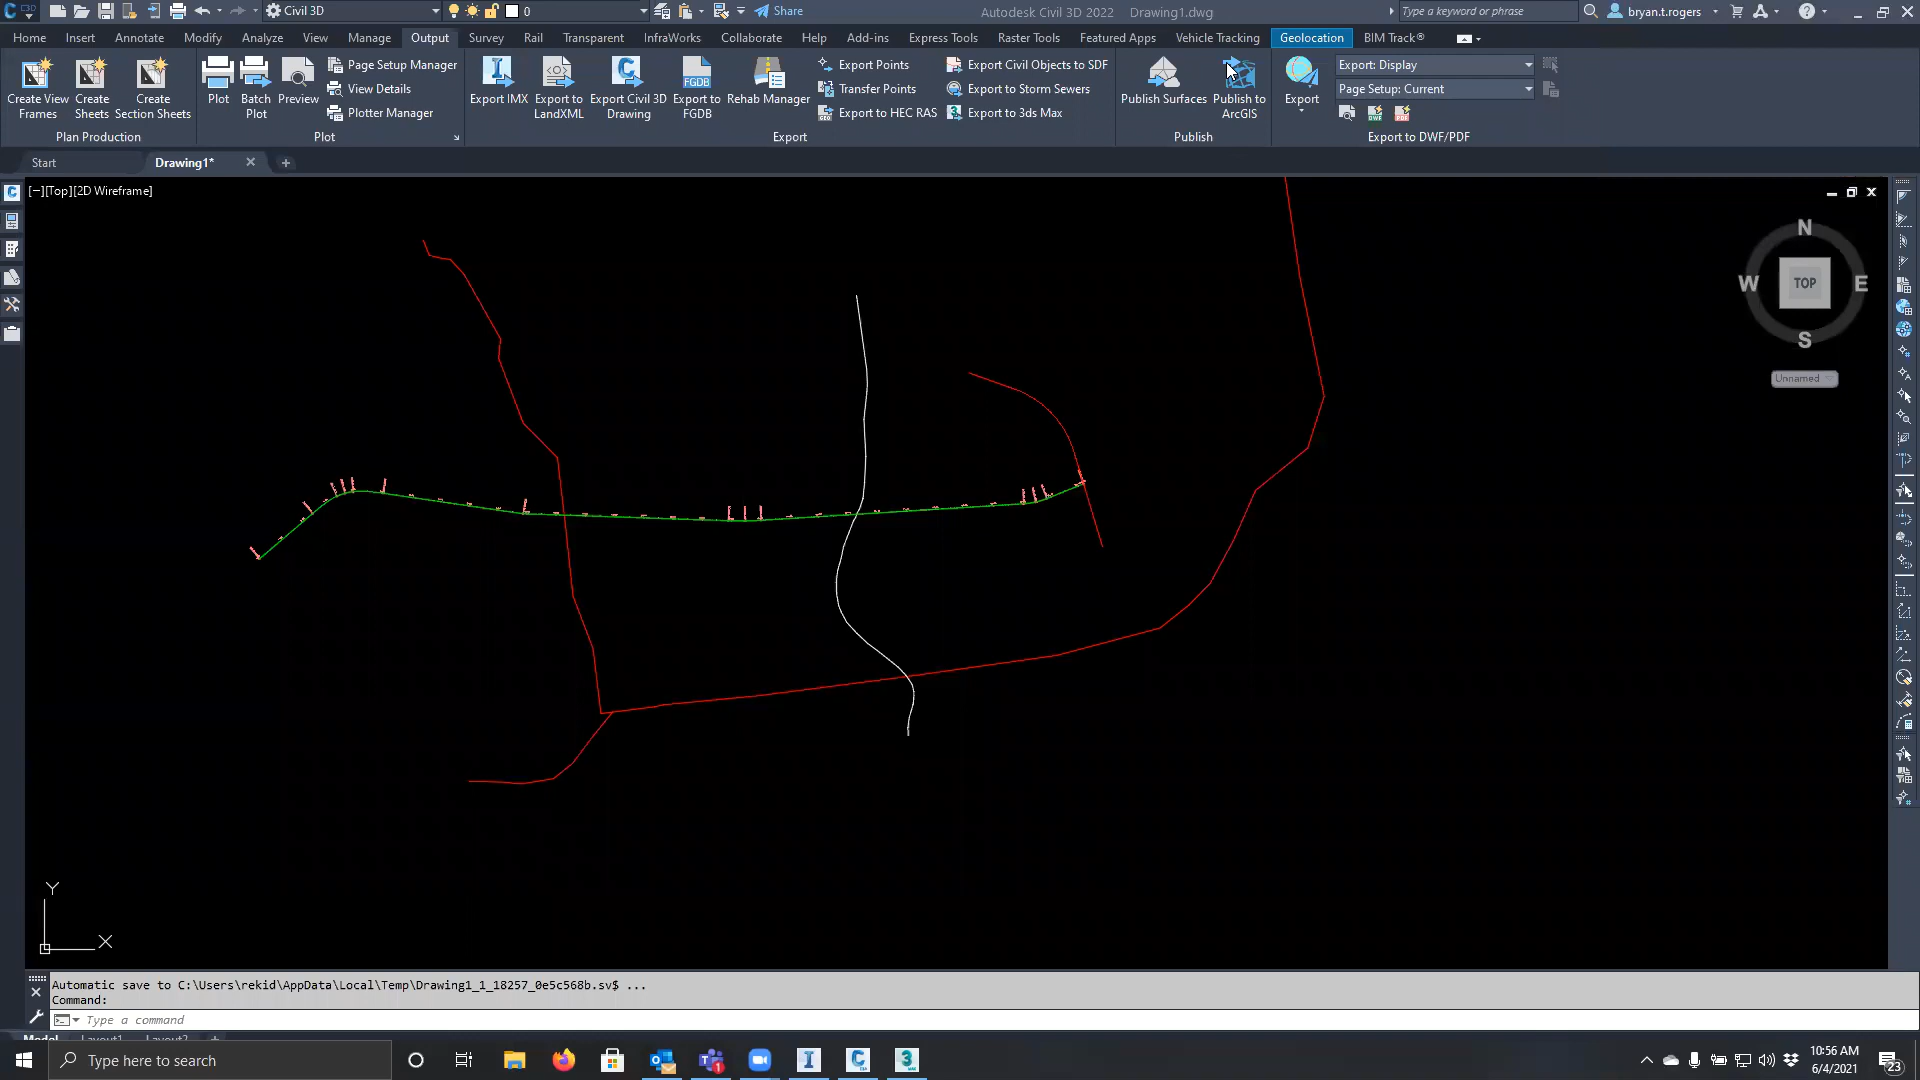 Civil 3D
0
Share
Autodesk Civil 3D 2022 Drawing1.dwg
Type a keyword or phrase
bryan.t.rogers
Home Insert Annotate Modify Analyze View Manage Output Survey Rail Transparent InfraWorks Collaborate Help Add-ins Express Tools Raster Tools Featured Apps Vehicle Tracking Geolocation BIM Track®
Create View Frames
Create Sheets
Create Section Sheets
Plan Production
Plot
Batch Plot
Preview
Page Setup Manager
View Details
Plotter Manager
Plot
Export IMX
Export to LandXML
Export Civil 3D Drawing
FGDB
Export to FGDB
Rehab Manager
Export Points
Transfer Points
Export to HEC RAS
Export Civil Objects to SDF
Export to Storm Sewers
Export to 3ds Max
Export
Publish Surfaces
Publish to ArcGIS
Publish
Export
Export: Display
Page Setup: Current
Export to DWF/PDF
Start
Drawing1*
[−][Top][2D Wireframe]
N
W
TOP
E
S
Unnamed
Y
X
Automatic save to C:\Users\rekid\AppData\Local\Temp\Drawing1_1_18257_0e5c568b.sv$ ...
Command:
Type a command
Model Layout1 Layout2
Type here to search
10:56 AM
6/4/2021
23